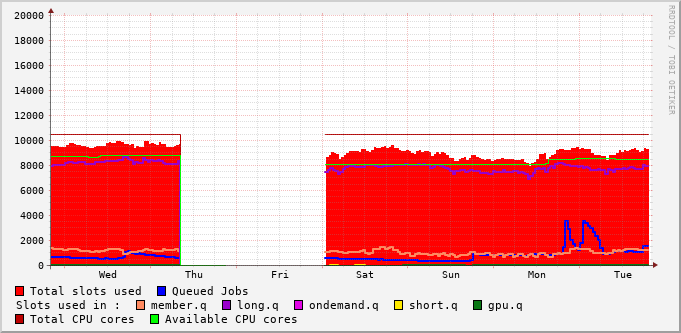 20000
18000
16000
14000
12000
10000
8000
6000
4000
2000
0
Wed Thu Fri Sat Sun Mon Tue
RRDTOOL / TOBI OETIKER
Total slots used Queued Jobs
Slots used in : member.q long.q ondemand.q short.q gpu.q
Total CPU cores Available CPU cores